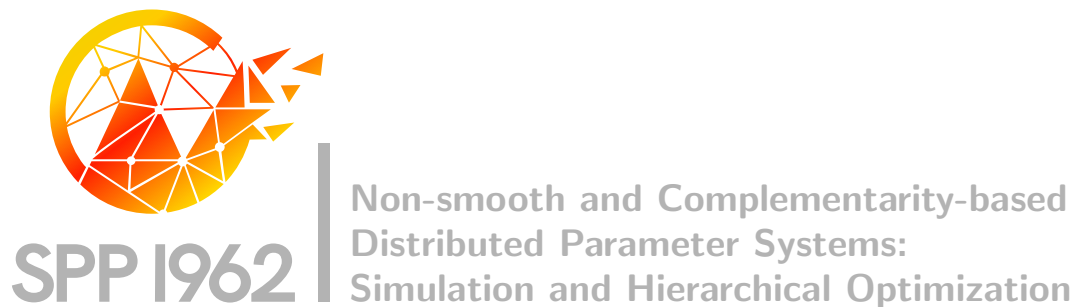 SPP 1962
Non-smooth and Complementarity-based
Distributed Parameter Systems:
Simulation and Hierarchical Optimization